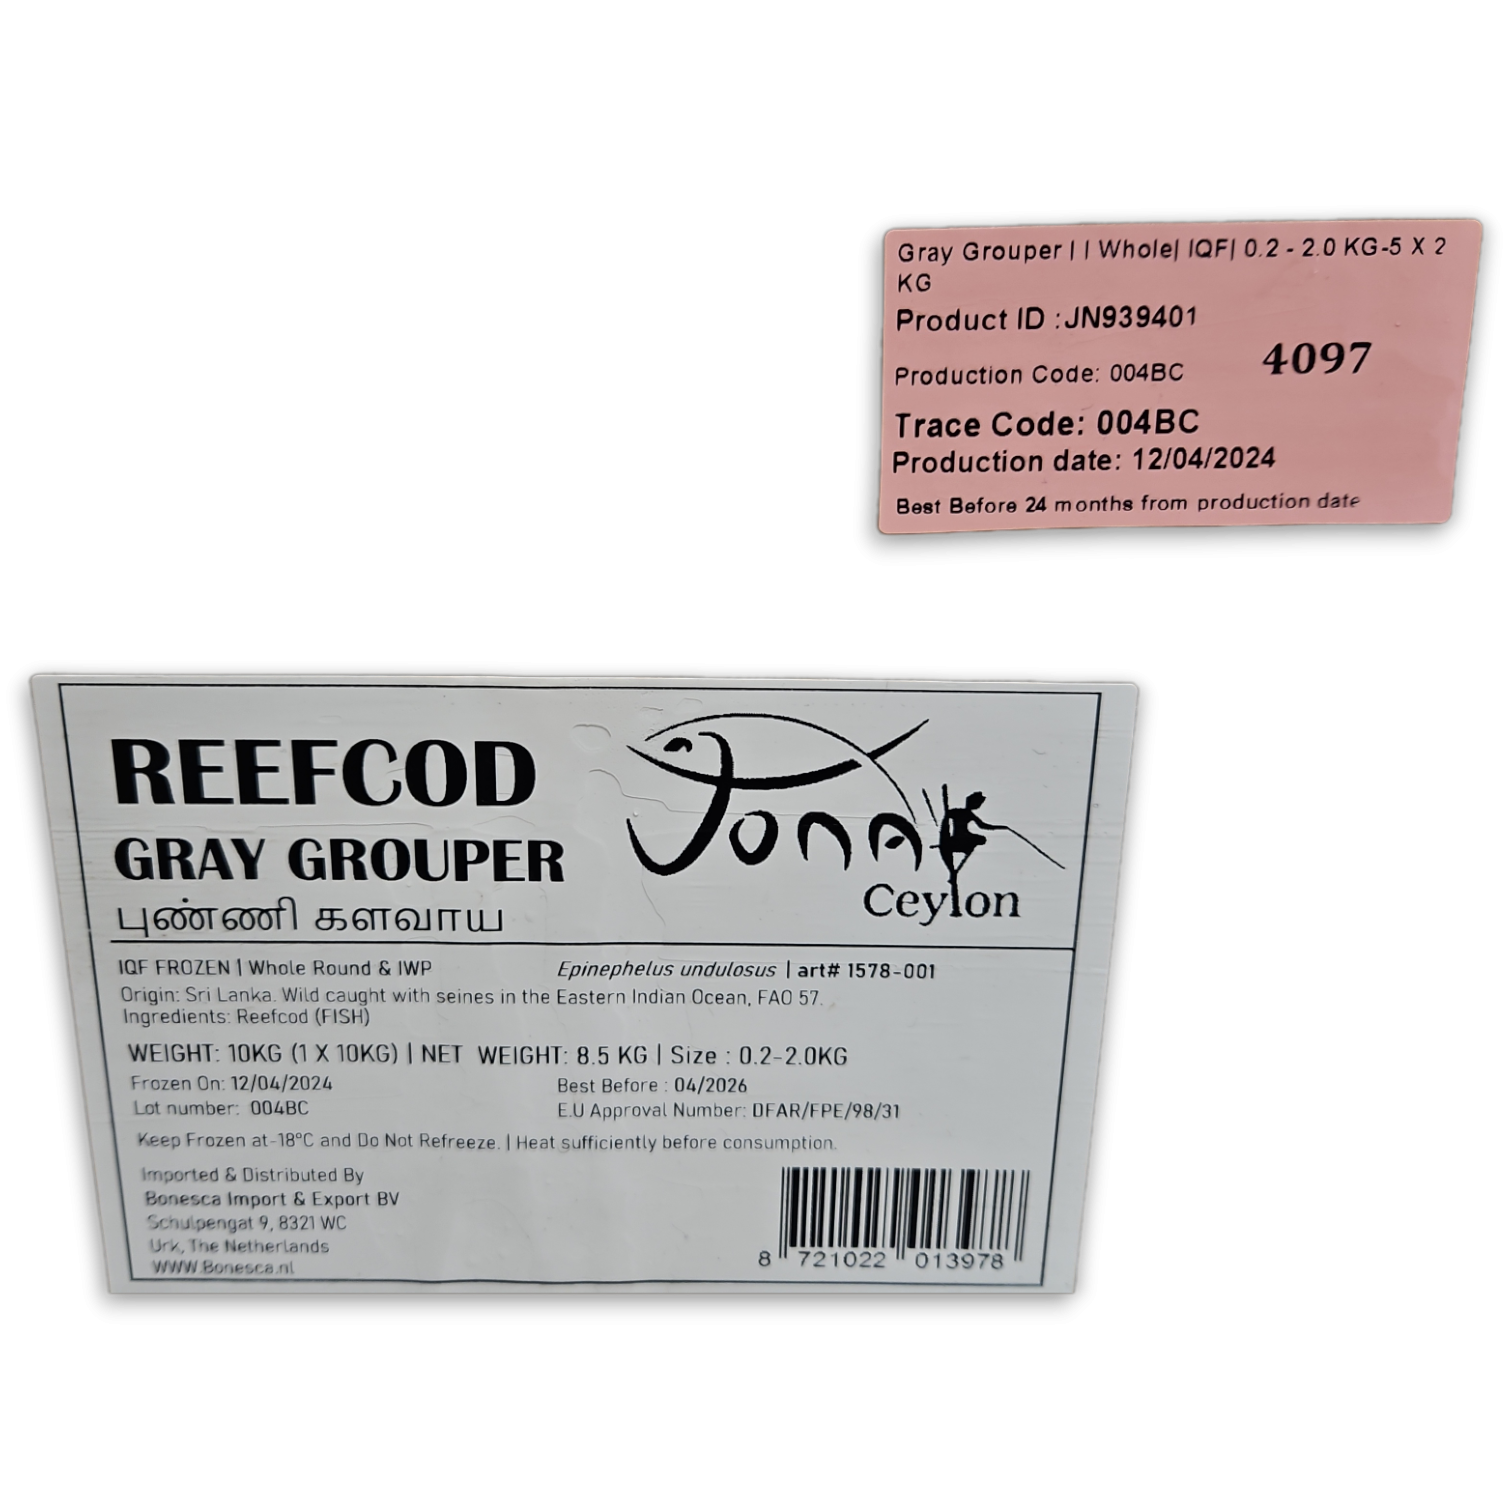 Gray Grouper | | Whole| IQF| 0.2 - 2.0 KG-5 X 2
KG
Product ID :JN939401
Production Code: 004BC
4097
Trace Code: 004BC
Production date: 12/04/2024
Best Before 24 months from production date
REEFCOD
GRAY GROUPER
புண்ணி களவாய
Jona
Ceylon
IQF FROZEN | Whole Round & IWP
Epinephelus undulosus | art# 1578-001
Origin: Sri Lanka. Wild caught with seines in the Eastern Indian Ocean, FAO 57.
Ingredients: Reefcod (FISH)
WEIGHT: 10KG (1 X 10KG) | NET WEIGHT: 8.5 KG | Size : 0.2-2.0KG
Frozen On: 12/04/2024
Best Before : 04/2026
Lot number: 004BC
E.U Approval Number: DFAR/FPE/98/31
Keep Frozen at-18°C and Do Not Refreeze. | Heat sufficiently before consumption.
Imported & Distributed By
Bonesca Import & Export BV
Schulpengat 9, 8321 WC
Urk, The Netherlands
WWW.Bonesca.nl
8 721022 013978